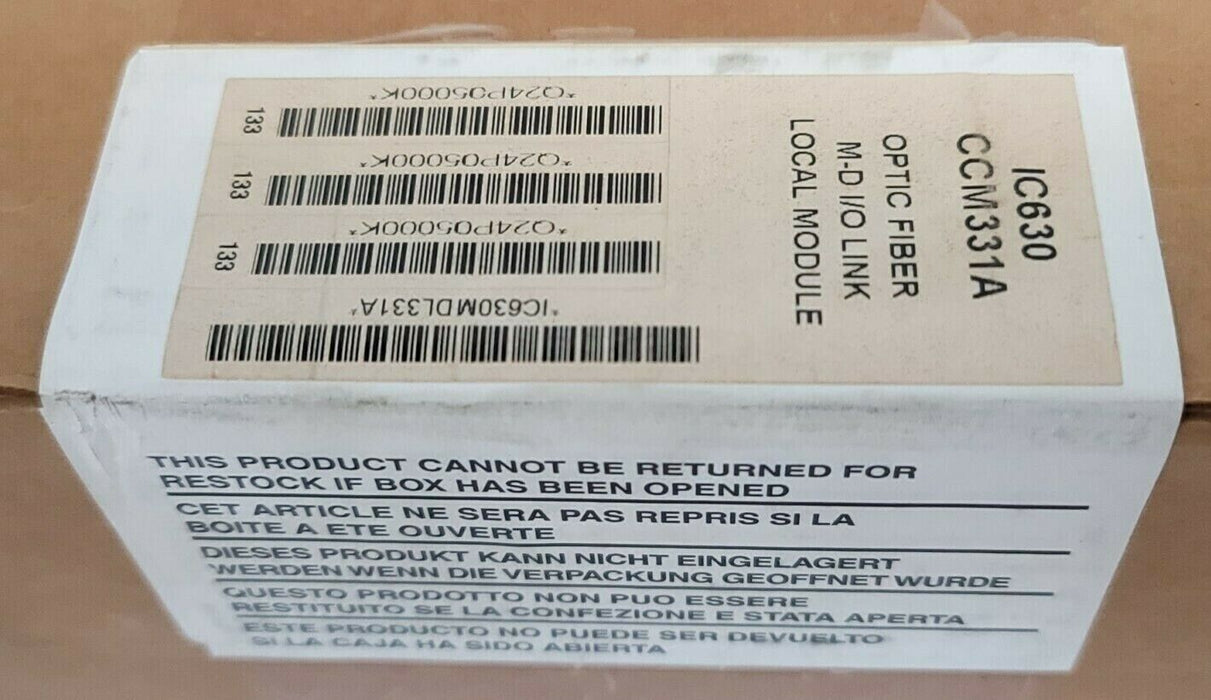 IC630
CCM331A
OPTIC FIBER
M-D I/O LINK
LOCAL MODULE
*Q24P05000K*
133
*Q24P05000K*
133
*Q24P05000K*
133
*IC630MDL331A*
THIS PRODUCT CANNOT BE RETURNED FOR
RESTOCK IF BOX HAS BEEN OPENED
CET ARTICLE NE SERA PAS REPRIS SI LA
BOITE A ETE OUVERTE
DIESES PRODUKT KANN NICHT EINGELAGERT
WERDEN WENN DIE VERPACKUNG GEOFFNET WURDE
QUESTO PRODOTTO NON PUO ESSERE
RESTITUITO SE LA CONFEZIONE E STATA APERTA
ESTE PRODUCTO NO PUEDE SER DEVUELTO
SI LA CAJA HA SIDO ABIERTA